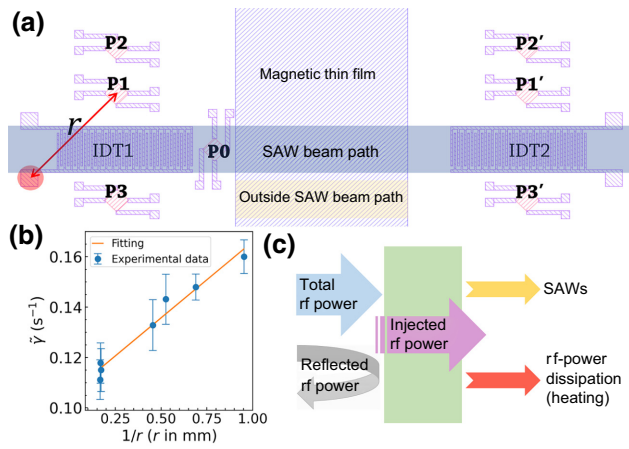 (a)
P2
P1
r
IDT1
P0
P3
Magnetic thin film
SAW beam path
Outside SAW beam path
P2′
P1′
IDT2
P3′
(b)
Fitting
Experimental data
γ̃ (s⁻¹)
0.16
0.14
0.12
0.10
0.25 0.50 0.75 1.00
1/r (r in mm)
(c)
Total
rf power
Injected
rf power
Reflected
rf power
SAWs
rf-power
dissipation
(heating)